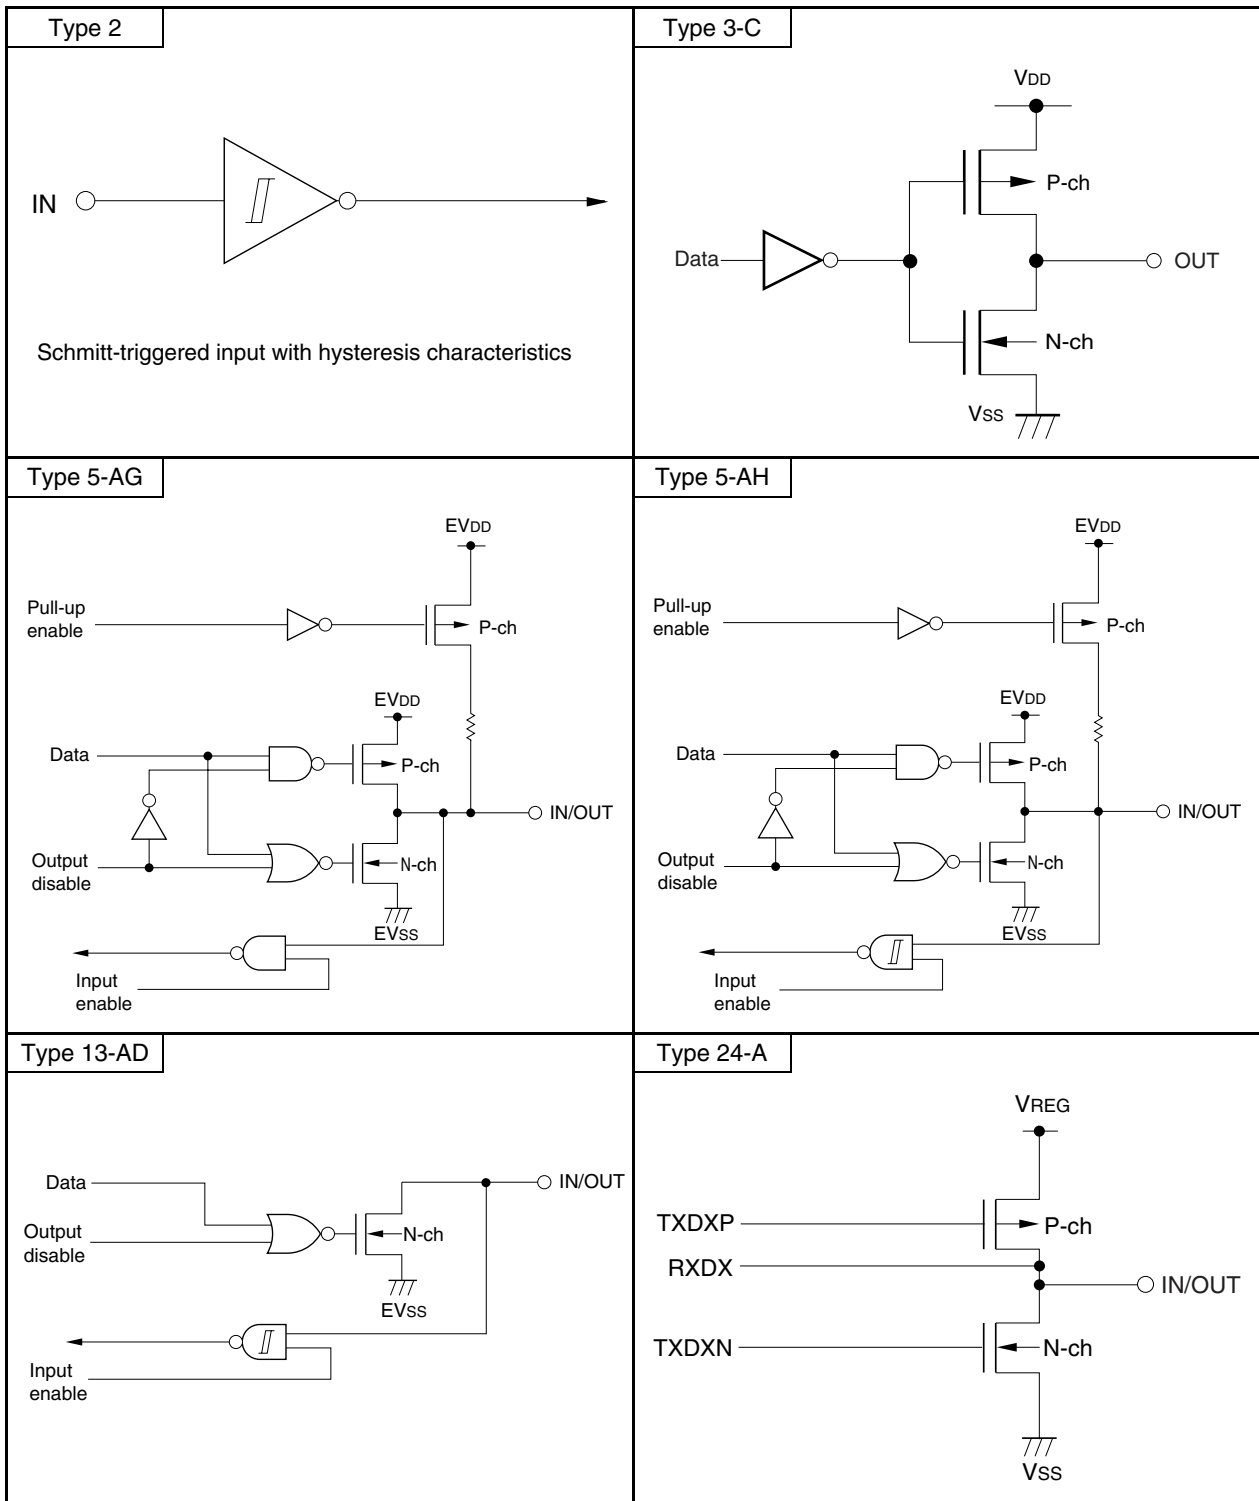 Type 2
IN
Schmitt-triggered input with hysteresis characteristics
Type 3-C
VDD
P-ch
Data
OUT
N-ch
VSS
Type 5-AG
EVDD
Pull-up
enable
P-ch
EVDD
Data
P-ch
IN/OUT
Output
disable
N-ch
EVSS
Input
enable
Type 5-AH
EVDD
Pull-up
enable
P-ch
EVDD
Data
P-ch
IN/OUT
Output
disable
N-ch
EVSS
Input
enable
Type 13-AD
Data
IN/OUT
Output
disable
N-ch
EVSS
Input
enable
Type 24-A
VREG
TXDXP
P-ch
RXDX
IN/OUT
TXDXN
N-ch
VSS